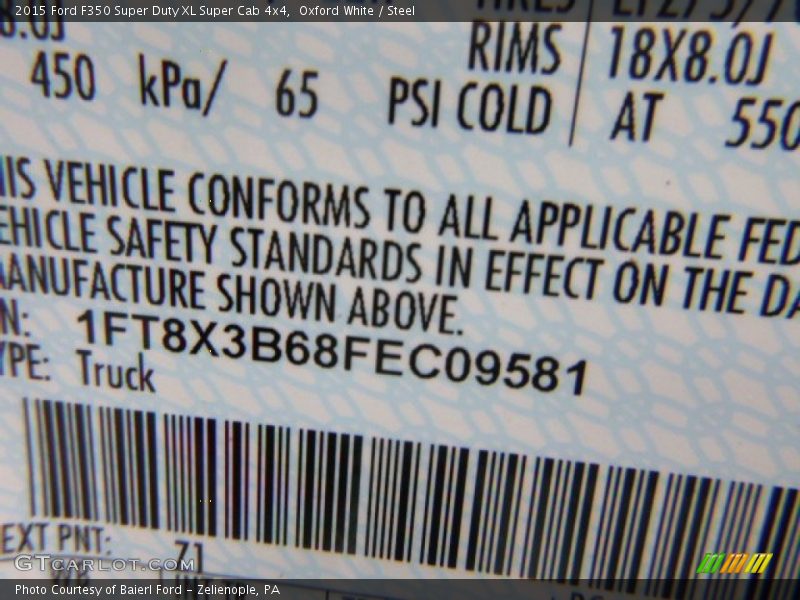 2015 Ford F350 Super Duty XL Super Cab 4x4, Oxford White / Steel
RIMS 18X8.0J
450 kPa/ 65 PSI COLD AT 550
IS VEHICLE CONFORMS TO ALL APPLICABLE FED
EHICLE SAFETY STANDARDS IN EFFECT ON THE DA
ANUFACTURE SHOWN ABOVE.
N: 1FT8X3B68FEC09581
YPE: Truck
EXT PNT: Z1
GTCARLOT.COM
Photo Courtesy of Baierl Ford – Zelienople, PA